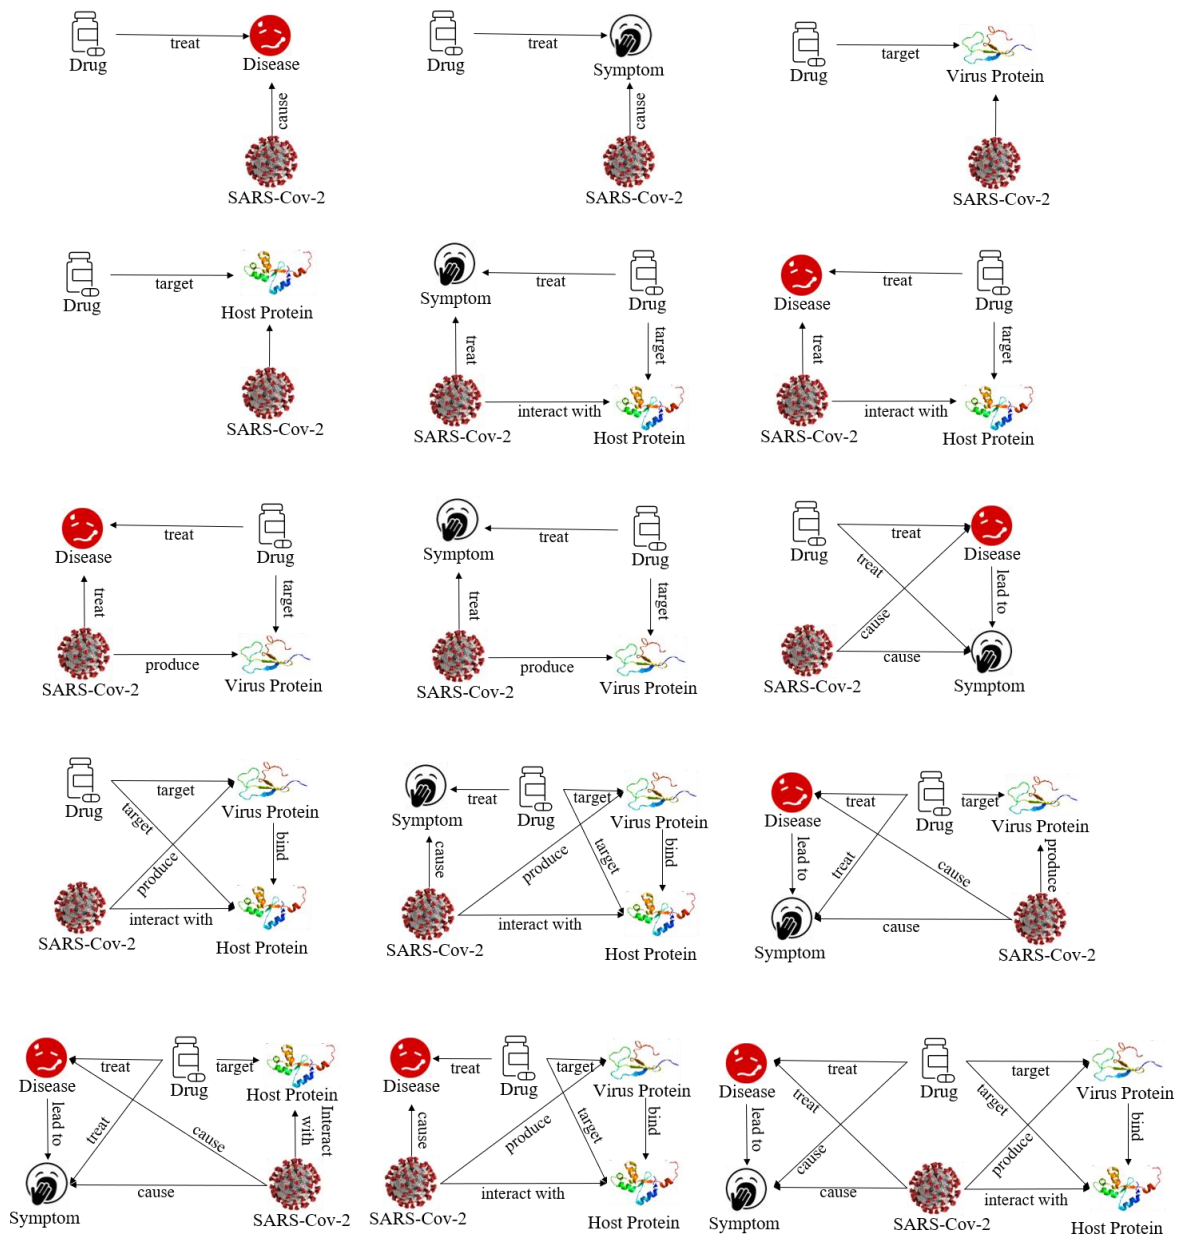 Drug
treat
Disease
cause
SARS-Cov-2
Drug
treat
Symptom
cause
SARS-Cov-2
Drug
target
Virus Protein
SARS-Cov-2
Drug
target
Host Protein
SARS-Cov-2
Symptom
treat
Drug
treat
target
SARS-Cov-2
interact with
Host Protein
Disease
treat
Drug
treat
target
SARS-Cov-2
interact with
Host Protein
Disease
treat
Drug
treat
target
SARS-Cov-2
produce
Virus Protein
Symptom
treat
Drug
treat
target
SARS-Cov-2
produce
Virus Protein
Drug
treat
Disease
treat
lead to
cause
SARS-Cov-2
cause
Symptom
Drug
target
Virus Protein
target
bind
produce
SARS-Cov-2
interact with
Host Protein
Symptom
treat
Drug
target
Virus Protein
cause
produce
target
bind
SARS-Cov-2
interact with
Host Protein
Disease
treat
Drug
target
Virus Protein
lead to
treat
cause
produce
Symptom
cause
SARS-Cov-2
Disease
treat
Drug
target
Host Protein
lead to
treat
cause
Interact
with
Symptom
cause
SARS-Cov-2
Disease
treat
Drug
target
Virus Protein
cause
produce
target
bind
SARS-Cov-2
interact with
Host Protein
Disease
treat
Drug
target
Virus Protein
lead to
treat
cause
target
produce
bind
Symptom
cause
SARS-Cov-2
interact with
Host Protein